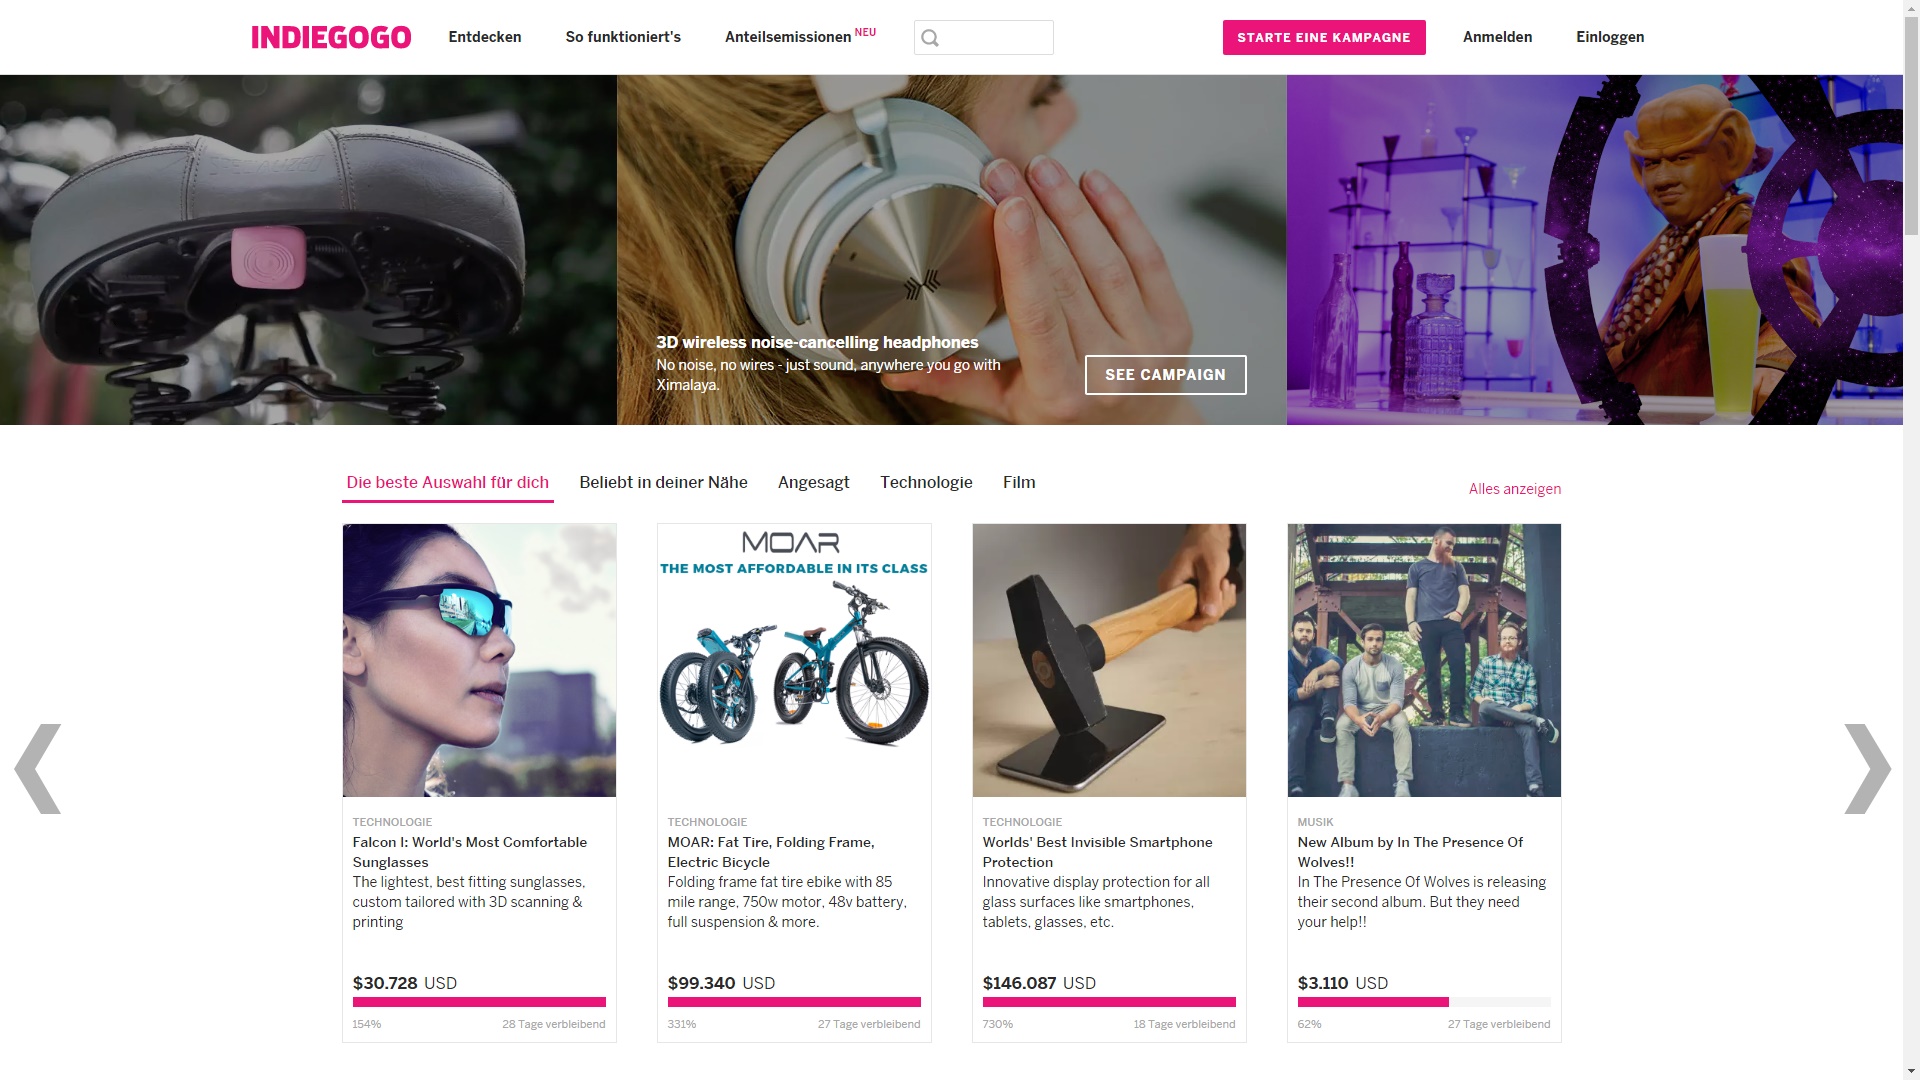 INDIEGOGO
Entdecken
So funktioniert's
Anteilsemissionen NEU
STARTE EINE KAMPAGNE
Anmelden
Einloggen
3D wireless noise-cancelling headphones
No noise, no wires - just sound, anywhere you go with
Ximalaya.
SEE CAMPAIGN
Die beste Auswahl für dich
Beliebt in deiner Nähe
Angesagt
Technologie
Film
Alles anzeigen
TECHNOLOGIE
Falcon I: World's Most Comfortable
Sunglasses
The lightest, best fitting sunglasses,
custom tailored with 3D scanning &
printing
$30.728 USD
154%
28 Tage verbleibend
MOAR
THE MOST AFFORDABLE IN ITS CLASS
TECHNOLOGIE
MOAR: Fat Tire, Folding Frame,
Electric Bicycle
Folding frame fat tire ebike with 85
mile range, 750w motor, 48v battery,
full suspension & more.
$99.340 USD
331%
27 Tage verbleibend
TECHNOLOGIE
Worlds' Best Invisible Smartphone
Protection
Innovative display protection for all
glass surfaces like smartphones,
tablets, glasses, etc.
$146.087 USD
730%
18 Tage verbleibend
MUSIK
New Album by In The Presence Of
Wolves!!
In The Presence Of Wolves is releasing
their second album. But they need
your help!!
$3.110 USD
62%
27 Tage verbleibend